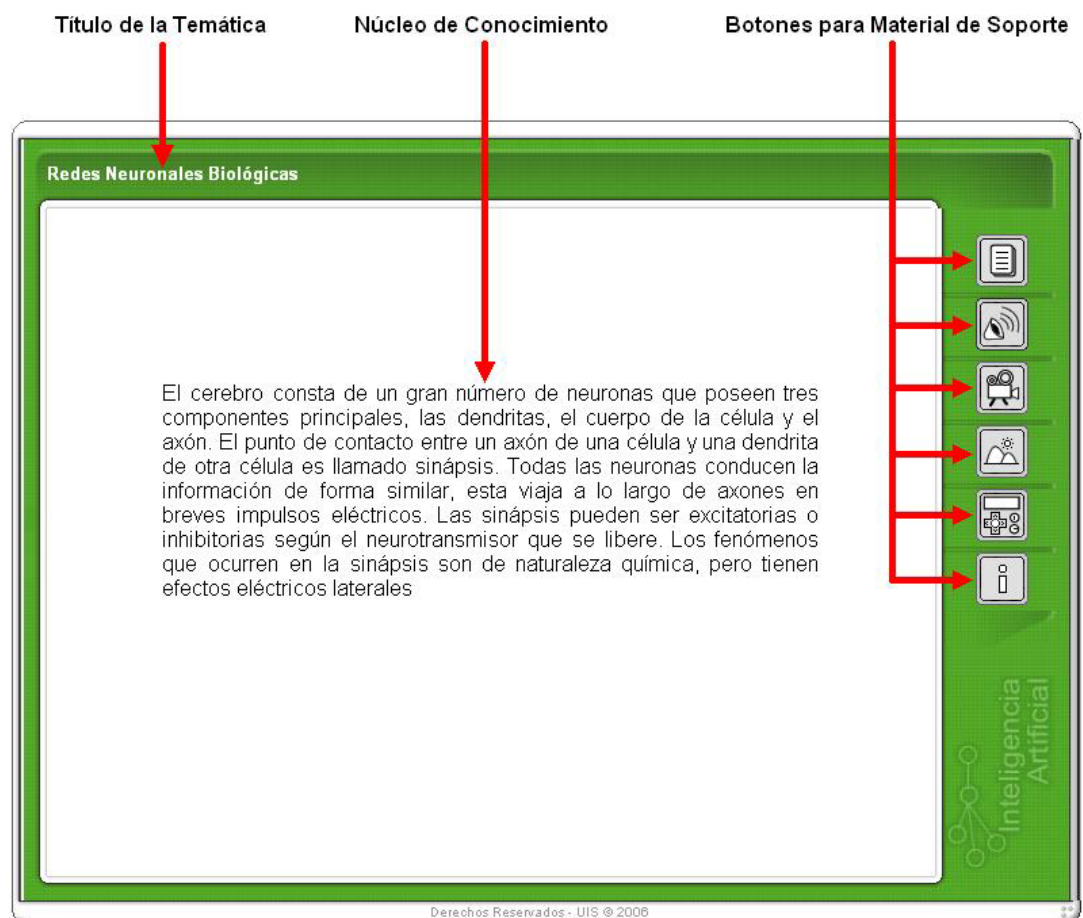 Título de la Temática
Núcleo de Conocimiento
Botones para Material de Soporte
Redes Neuronales Biológicas
El cerebro consta de un gran número de neuronas que poseen tres
componentes principales, las dendritas, el cuerpo de la célula y el
axón. El punto de contacto entre un axón de una célula y una dendrita
de otra célula es llamado sinápsis. Todas las neuronas conducen la
información de forma similar, esta viaja a lo largo de axones en
breves impulsos eléctricos. Las sinápsis pueden ser excitatorias o
inhibitorias según el neurotransmisor que se libere. Los fenómenos
que ocurren en la sinápsis son de naturaleza química, pero tienen
efectos eléctricos laterales
Inteligencia
Artificial
Derechos Reservados - UIS @ 2006